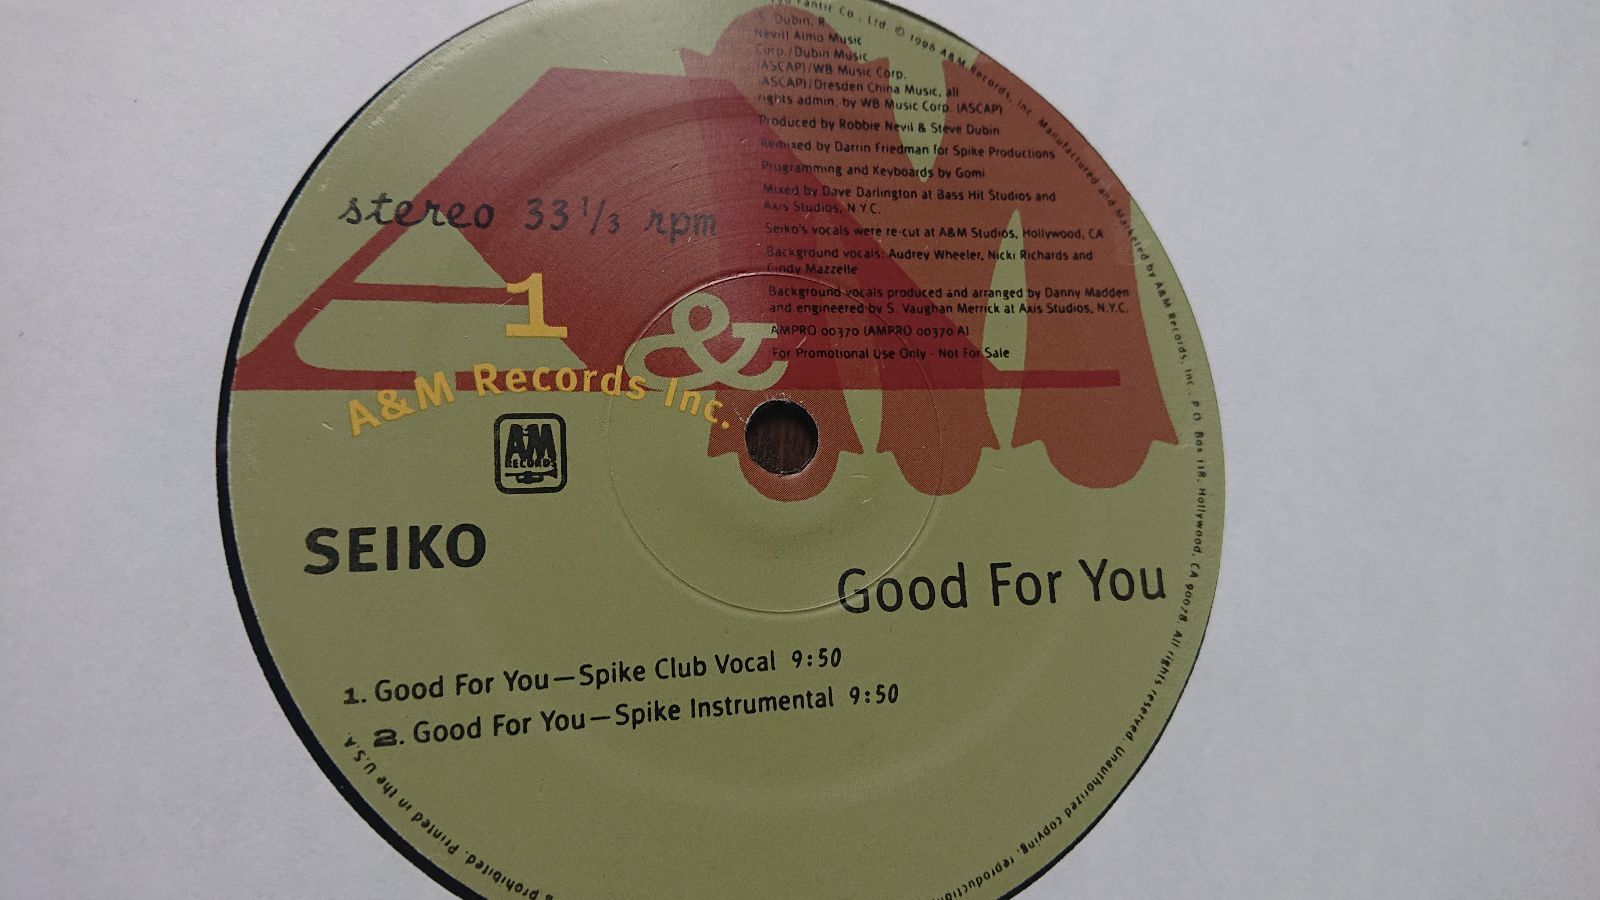 S. Dubin, R.
Nevil/ Almo Music
Corp./Dubin Music
(ASCAP)/WB Music Corp.
(ASCAP)/Dresden China Music, all
rights admin. by WB Music Corp. (ASCAP)
Produced by Robbie Nevil & Steve Dubin
Remixed by Darrin Friedman for Spike Productions
Programming and Keyboards by Gomi
Mixed by Dave Darlington at Bass Hit Studios and
Axis Studios, N.Y.C.
Seiko's vocals were re-cut at A&M Studios, Hollywood, CA
Background vocals: Audrey Wheeler, Nicki Richards and
Cindy Mazzelle
Background vocals produced and arranged by Danny Madden
and engineered by S. Vaughan Merrick at Axis Studios, N.Y.C.
AMPRO 00370 (AMPRO 00370 A)
For Promotional Use Only - Not For Sale
stereo 33 1/3 rpm
1
&
A&M Records Inc.
A&M
RECORDS
SEIKO
Good For You
1. Good For You—Spike Club Vocal 9:50
2. Good For You—Spike Instrumental 9:50
Co., Ltd. © 1996 A&M Records, Inc. Manufactured and Marketed by A&M Records, Inc., P.O. Box 118, Hollywood, CA 90078. All rights reserved. Unauthorized copying, reproduction
prohibited. Printed in the U.S.A.